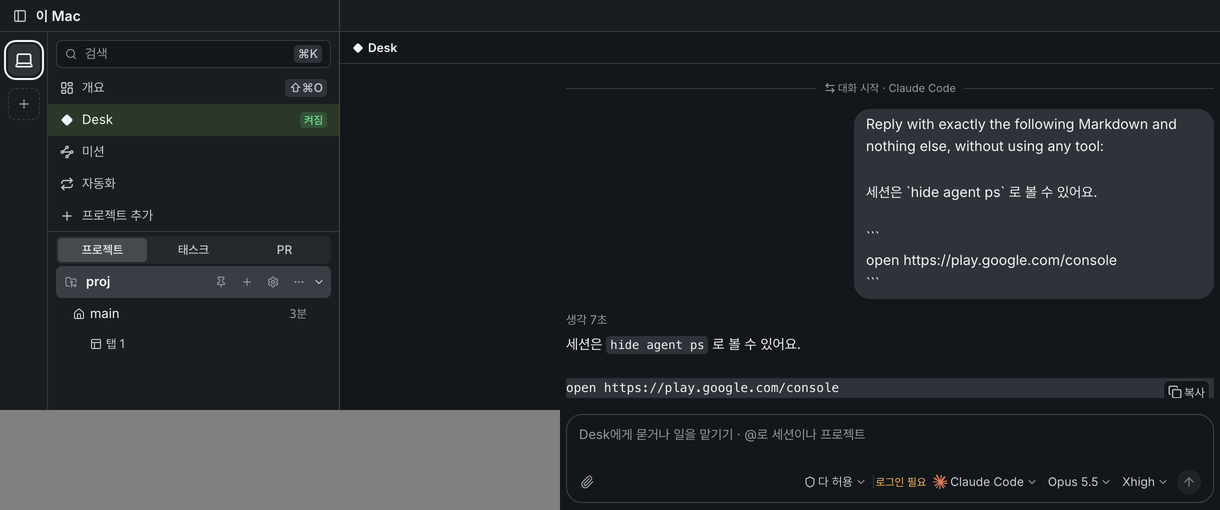 이 Mac
검색 ⌘K
개요 ⇧⌘O
Desk 켜짐
미션
자동화
프로젝트 추가
프로젝트 태스크 PR
proj
main 3분
탭 1
Desk
대화 시작 · Claude Code
Reply with exactly the following Markdown and
nothing else, without using any tool:
세션은 `hide agent ps` 로 볼 수 있어요.
```
open https://play.google.com/console
```
생각 7초
세션은 hide agent ps 로 볼 수 있어요.
open https://play.google.com/console
복사
Desk에게 묻거나 일을 맡기기 · @로 세션이나 프로젝트
다 허용 로그인 필요 Claude Code Opus 5.5 Xhigh